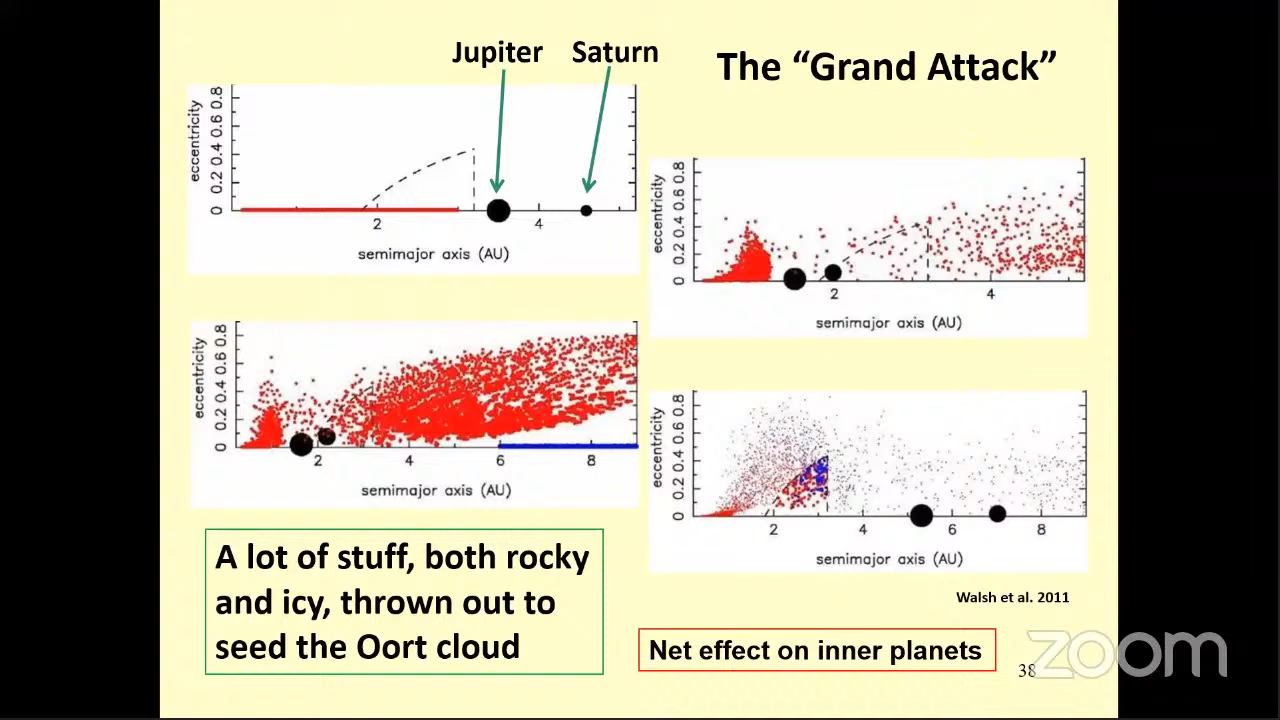 Jupiter Saturn
The “Grand Attack”
eccentricity
0 0.2 0.4 0.6 0.8
2 4
semimajor axis (AU)
eccentricity
0 0.2 0.4 0.6 0.8
2 4
semimajor axis (AU)
eccentricity
0 0.2 0.4 0.6 0.8
2 4 6 8
semimajor axis (AU)
eccentricity
0 0.2 0.4 0.6 0.8
2 4 6 8
semimajor axis (AU)
A lot of stuff, both rocky
and icy, thrown out to
seed the Oort cloud
Walsh et al. 2011
Net effect on inner planets
38
zoom